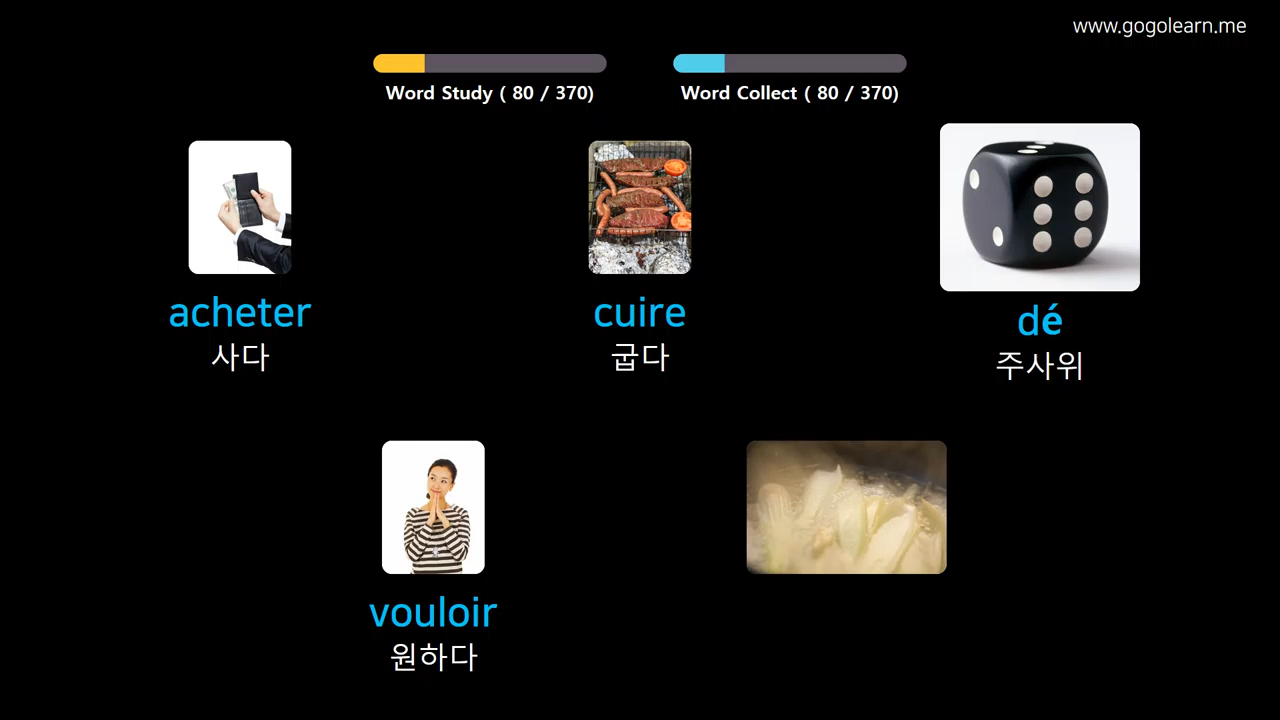 www.gogolearn.me
Word Study ( 80 / 370)
Word Collect ( 80 / 370)
acheter
사다
cuire
굽다
dé
주사위
vouloir
원하다